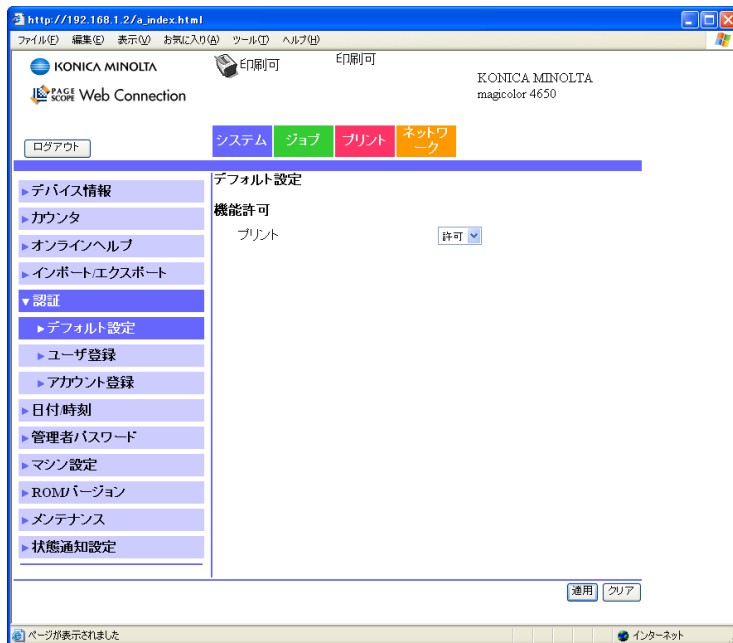 http://192.168.1.2/a_index.html
ファイル(F) 編集(E) 表示(V) お気に入り(A) ツール(T) ヘルプ(H)
KONICA MINOLTA
印刷可
印刷可
KONICA MINOLTA
magicolor 4650
PAGE SCOPE Web Connection
ログアウト
システム
ジョブ
プリント
ネットワ
ーク
デバイス情報
カウンタ
オンラインヘルプ
インポート/エクスポート
認証
デフォルト設定
ユーザ登録
アカウント登録
日付/時刻
管理者パスワード
マシン設定
ROMバージョン
メンテナンス
状態通知設定
デフォルト設定
機能許可
プリント 許可
適用 クリア
ページが表示されました インターネット